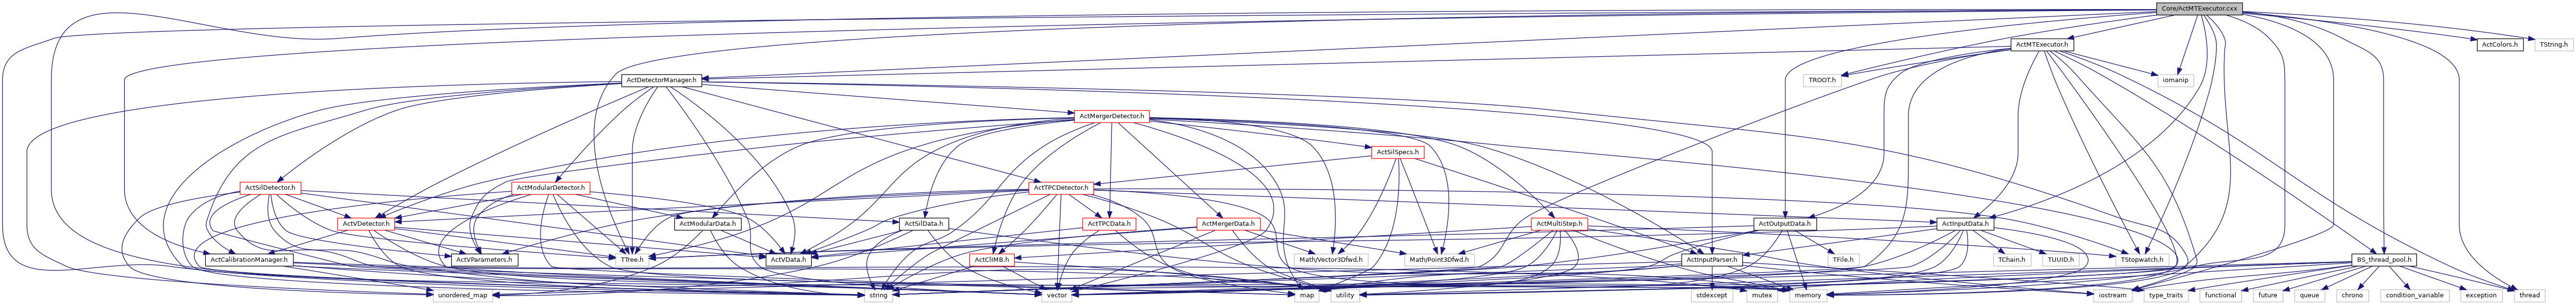 Core/ActMTExecutor.cxx
ActMTExecutor.h
ActColors.h
TString.h
ActDetectorManager.h
TROOT.h
iomanip
ActMergerDetector.h
ActSilSpecs.h
ActSilDetector.h
ActModularDetector.h
ActTPCDetector.h
ActVDetector.h
ActModularData.h
ActSilData.h
ActTPCData.h
ActMergerData.h
ActMultiStep.h
ActOutputData.h
ActInputData.h
ActCalibrationManager.h
ActVParameters.h
TTree.h
ActVData.h
ActCLIMB.h
Math/Vector3Dfwd.h
Math/Point3Dfwd.h
ActInputParser.h
TFile.h
TChain.h
TUUID.h
TStopwatch.h
BS_thread_pool.h
unordered_map
string
vector
map
utility
stdexcept
mutex
memory
iostream
type_traits
functional
future
queue
chrono
condition_variable
exception
thread